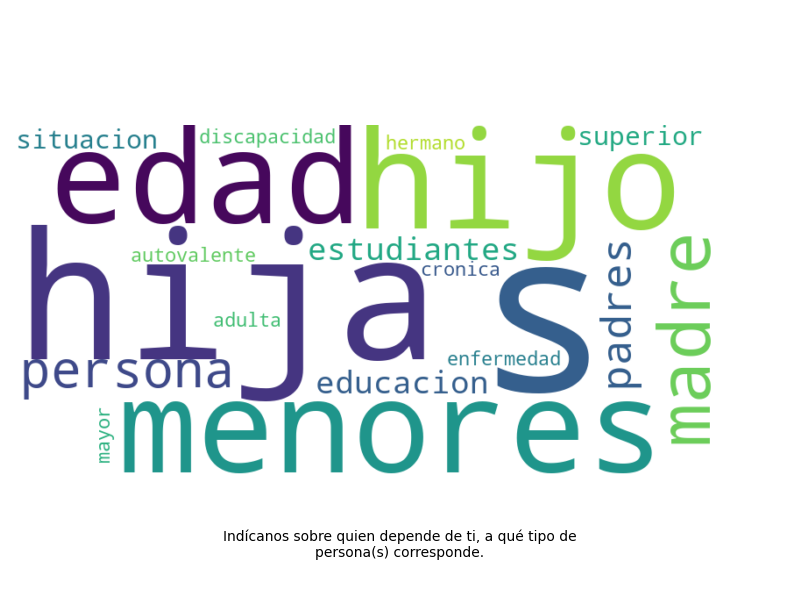 situacion
discapacidad
hermano
superior
edad
hijo
hija
s
autovalente
estudiantes
cronica
adulta
padres
madre
persona
educacion
enfermedad
mayor
menores
Indícanos sobre quien depende de ti, a qué tipo de
persona(s) corresponde.